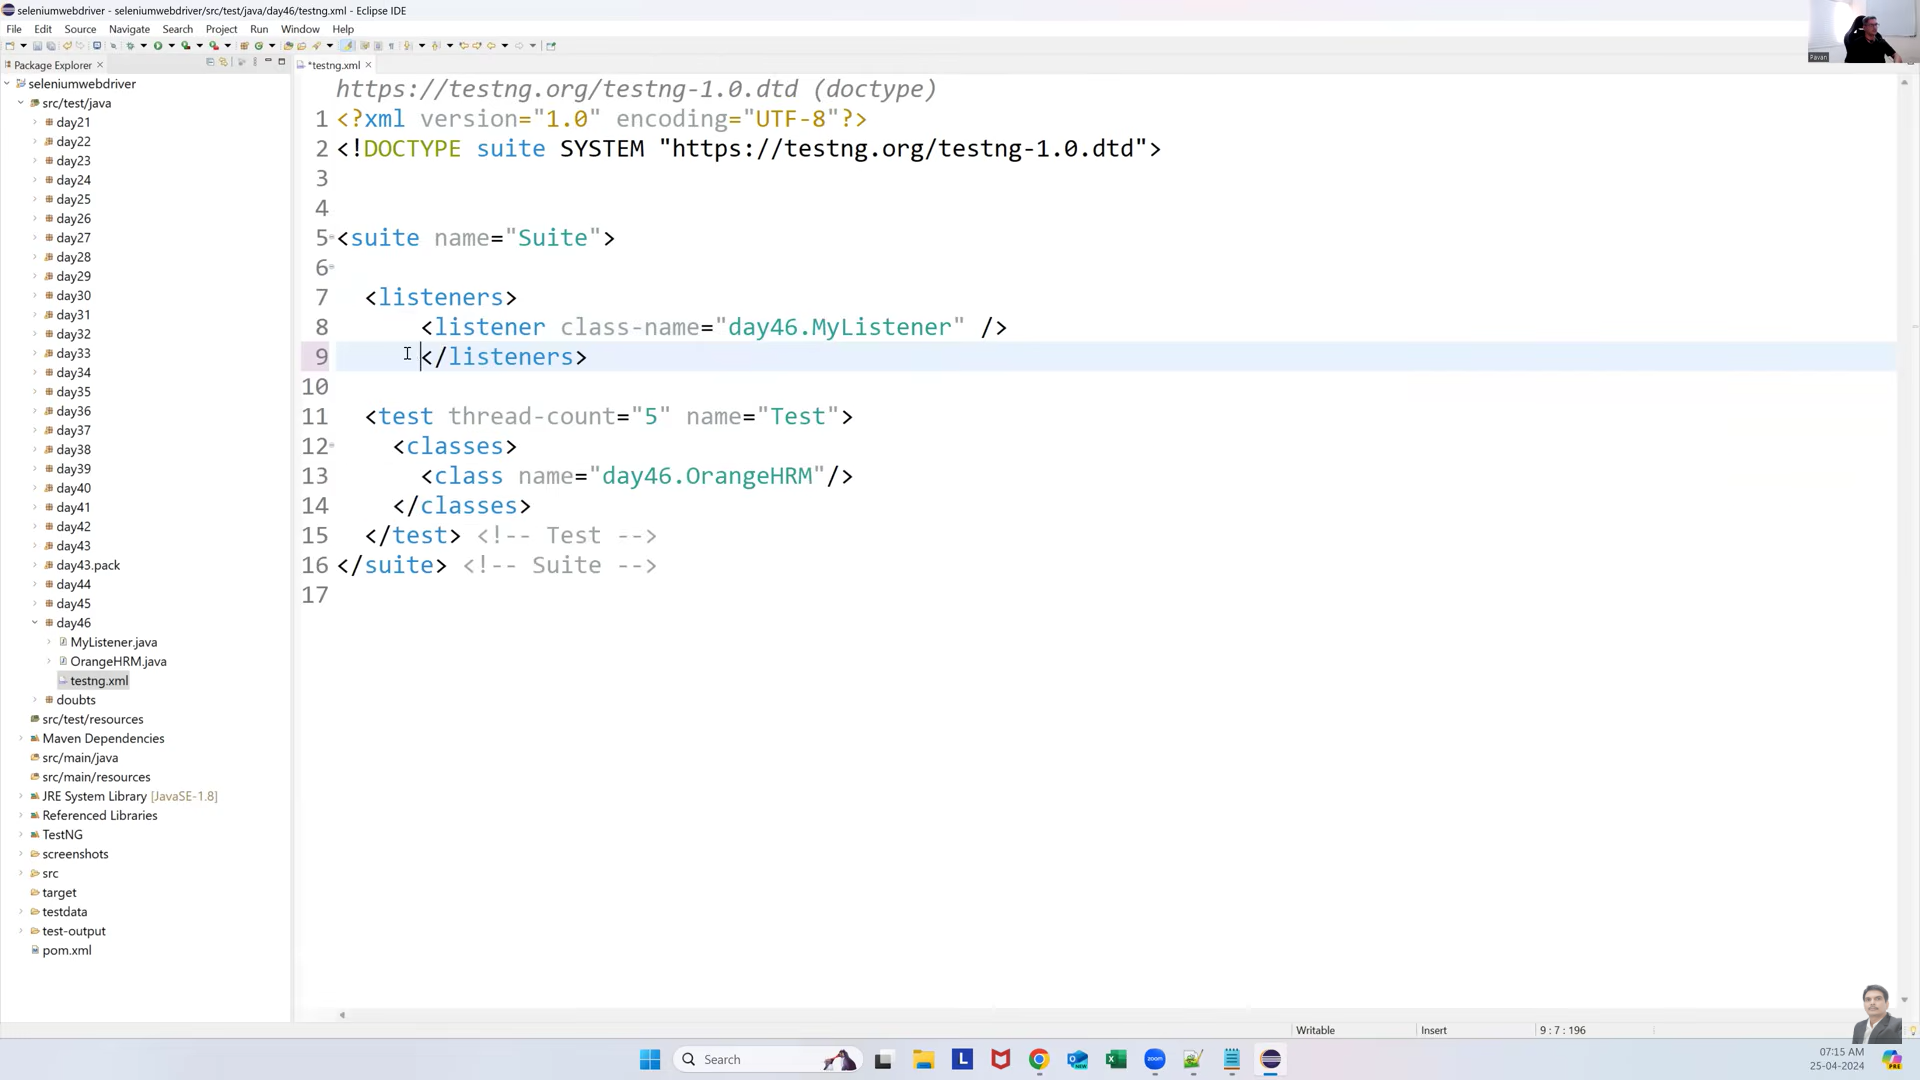 seleniumwebdriver - seleniumwebdriver/src/test/java/day46/testng.xml - Eclipse IDE
File Edit Source Navigate Search Project Run Window Help
Package Explorer
*testng.xml
Pavan
seleniumwebdriver
src/test/java
day21
day22
day23
day24
day25
day26
day27
day28
day29
day30
day31
day32
day33
day34
day35
day36
day37
day38
day39
day40
day41
day42
day43
day43.pack
day44
day45
day46
MyListener.java
OrangeHRM.java
testng.xml
doubts
src/test/resources
Maven Dependencies
src/main/java
src/main/resources
JRE System Library [JavaSE-1.8]
Referenced Libraries
TestNG
screenshots
src
target
testdata
test-output
pom.xml
https://testng.org/testng-1.0.dtd (doctype)
1 <?xml version="1.0" encoding="UTF-8"?>
2 <!DOCTYPE suite SYSTEM "https://testng.org/testng-1.0.dtd">
3
4
5 <suite name="Suite">
6
7 <listeners>
8 <listener class-name="day46.MyListener" />
9 </listeners>
10
11 <test thread-count="5" name="Test">
12 <classes>
13 <class name="day46.OrangeHRM"/>
14 </classes>
15 </test> <!-- Test -->
16 </suite> <!-- Suite -->
17
Writable Insert 9 : 7 : 196
Search
L
zoom
PRE
07:15 AM
25-04-2024